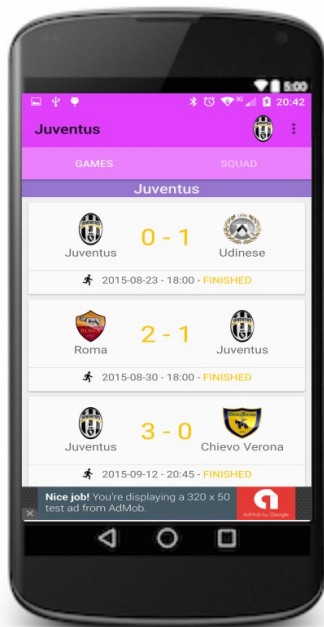 5:00
3G
20:42
Juventus
GAMES SQUAD
Juventus
0 - 1
Juventus Udinese
2015-08-23 - 18:00 - FINISHED
2 - 1
Roma Juventus
2015-08-30 - 18:00 - FINISHED
3 - 0
Juventus Chievo Verona
2015-09-12 - 20:45 - FINISHED
Nice job! You're displaying a 320 x 50
test ad from AdMob.
AdMob by Google